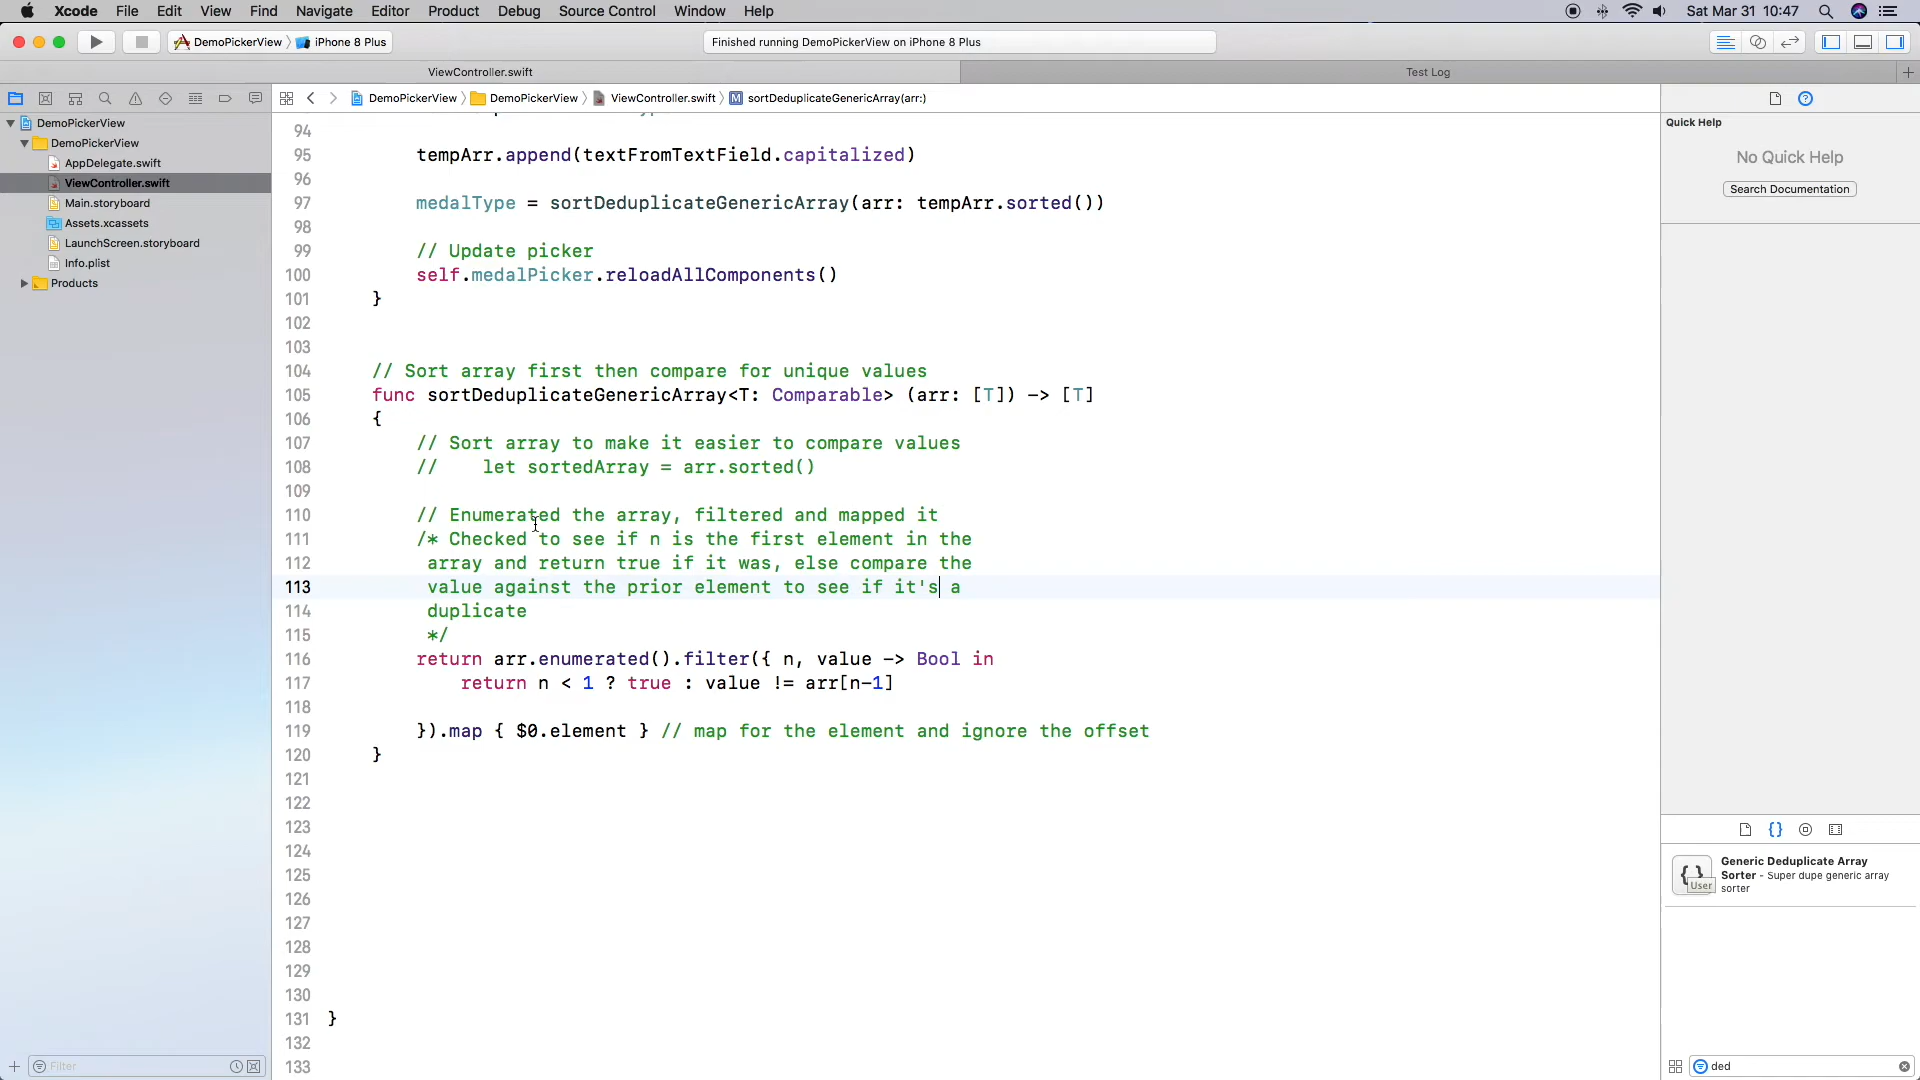 Xcode File Edit View Find Navigate Editor Product Debug Source Control Window Help Sat Mar 31 10:47
DemoPickerView iPhone 8 Plus Finished running DemoPickerView on iPhone 8 Plus
ViewController.swift Test Log
DemoPickerView DemoPickerView ViewController.swift M sortDeduplicateGenericArray(arr:)
DemoPickerView
DemoPickerView
AppDelegate.swift
ViewController.swift
Main.storyboard
Assets.xcassets
LaunchScreen.storyboard
Info.plist
Products
Filter
94
95 tempArr.append(textFromTextField.capitalized)
96
97 medalType = sortDeduplicateGenericArray(arr: tempArr.sorted())
98
99 // Update picker
100 self.medalPicker.reloadAllComponents()
101 }
102
103
104 // Sort array first then compare for unique values
105 func sortDeduplicateGenericArray<T: Comparable> (arr: [T]) -> [T]
106 {
107 // Sort array to make it easier to compare values
108 // let sortedArray = arr.sorted()
109
110 // Enumerated the array, filtered and mapped it
111 /* Checked to see if n is the first element in the
112 array and return true if it was, else compare the
113 value against the prior element to see if it's a
114 duplicate
115 */
116 return arr.enumerated().filter({ n, value -> Bool in
117 return n < 1 ? true : value != arr[n-1]
118
119 }).map { $0.element } // map for the element and ignore the offset
120 }
121
122
123
124
125
126
127
128
129
130
131 }
132
133
Quick Help
No Quick Help
Search Documentation
{}
Generic Deduplicate Array
Sorter - Super dupe generic array
sorter
{ }
User
ded